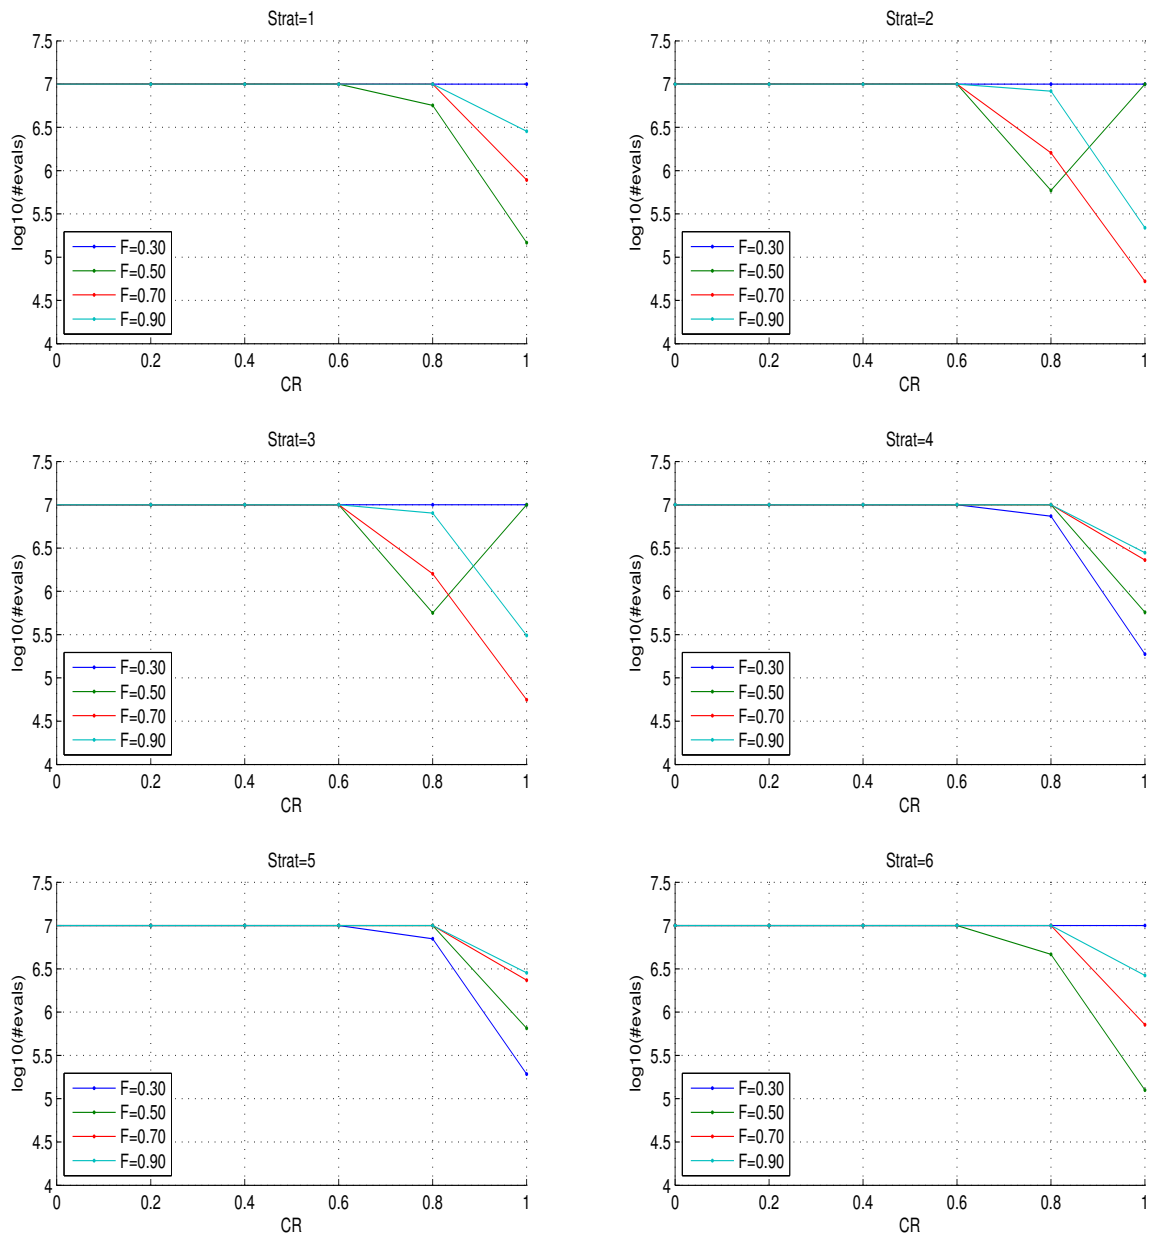 Strat=1
7.5
7
6.5
6
5.5
5
4.5
4
log10(#evals)
F=0.30
F=0.50
F=0.70
F=0.90
0 0.2 0.4 0.6 0.8 1
CR
Strat=2
7.5
7
6.5
6
5.5
5
4.5
4
log10(#evals)
F=0.30
F=0.50
F=0.70
F=0.90
0 0.2 0.4 0.6 0.8 1
CR
Strat=3
7.5
7
6.5
6
5.5
5
4.5
4
log10(#evals)
F=0.30
F=0.50
F=0.70
F=0.90
0 0.2 0.4 0.6 0.8 1
CR
Strat=4
7.5
7
6.5
6
5.5
5
4.5
4
log10(#evals)
F=0.30
F=0.50
F=0.70
F=0.90
0 0.2 0.4 0.6 0.8 1
CR
Strat=5
7.5
7
6.5
6
5.5
5
4.5
4
log10(#evals)
F=0.30
F=0.50
F=0.70
F=0.90
0 0.2 0.4 0.6 0.8 1
CR
Strat=6
7.5
7
6.5
6
5.5
5
4.5
4
log10(#evals)
F=0.30
F=0.50
F=0.70
F=0.90
0 0.2 0.4 0.6 0.8 1
CR